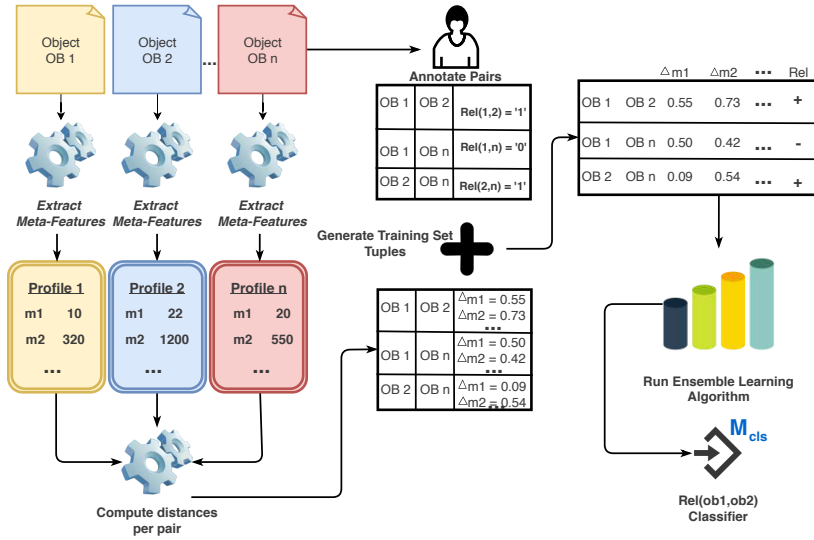 Object
OB 1
Object
OB 2
...
Object
OB n
Extract
Meta-Features
Extract
Meta-Features
Extract
Meta-Features
Profile 1
m1 10
m2 320
...
Profile 2
m1 22
m2 1200
...
Profile n
m1 20
m2 550
...
Compute distances
per pair
Annotate Pairs
OB 1 OB 2 Rel(1,2) = '1'
OB 1 OB n Rel(1,n) = '0'
OB 2 OB n Rel(2,n) = '1'
Generate Training Set
Tuples
OB 1 OB 2 △m1 = 0.55
△m2 = 0.73
...
OB 1 OB n △m1 = 0.50
△m2 = 0.42
...
OB 2 OB n △m1 = 0.09
△m2 = 0.54
...
△m1 △m2 ... Rel
OB 1 OB 2 0.55 0.73 ... +
OB 1 OB n 0.50 0.42 ... -
OB 2 OB n 0.09 0.54 ... +
Run Ensemble Learning
Algorithm
Mcls
Rel(ob1,ob2)
Classifier